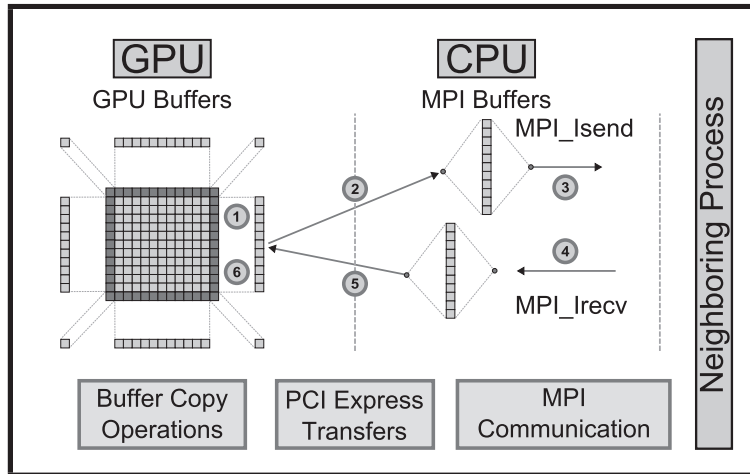 GPU
CPU
GPU Buffers
MPI Buffers
MPI_Isend
1
2
3
4
5
6
MPI_Irecv
Neighboring Process
Buffer Copy
Operations
PCI Express
Transfers
MPI
Communication